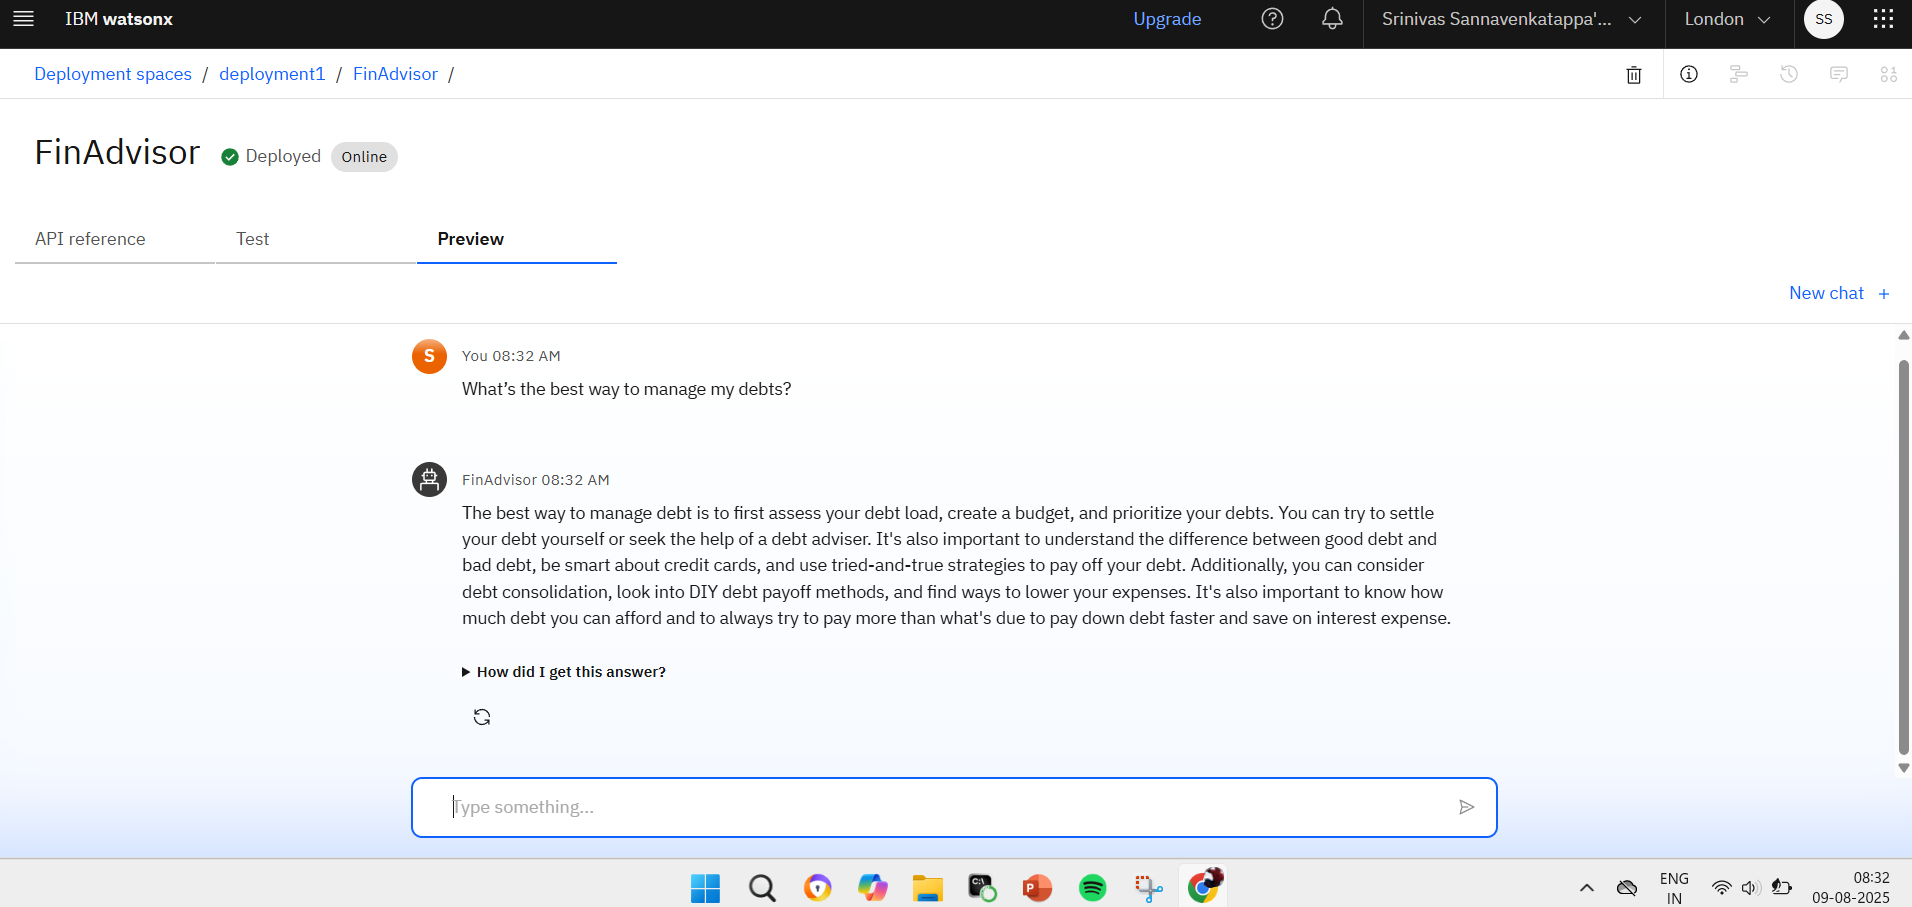 IBM watsonx
Upgrade
Srinivas Sannavenkatappa'...
London
SS
Deployment spaces / deployment1 / FinAdvisor /
FinAdvisor
Deployed
Online
API reference
Test
Preview
New chat +
S
You 08:32 AM
What’s the best way to manage my debts?
FinAdvisor 08:32 AM
The best way to manage debt is to first assess your debt load, create a budget, and prioritize your debts. You can try to settle
your debt yourself or seek the help of a debt adviser. It's also important to understand the difference between good debt and
bad debt, be smart about credit cards, and use tried-and-true strategies to pay off your debt. Additionally, you can consider
debt consolidation, look into DIY debt payoff methods, and find ways to lower your expenses. It's also important to know how
much debt you can afford and to always try to pay more than what's due to pay down debt faster and save on interest expense.
How did I get this answer?
Type something...
ENG
IN
08:32
09-08-2025